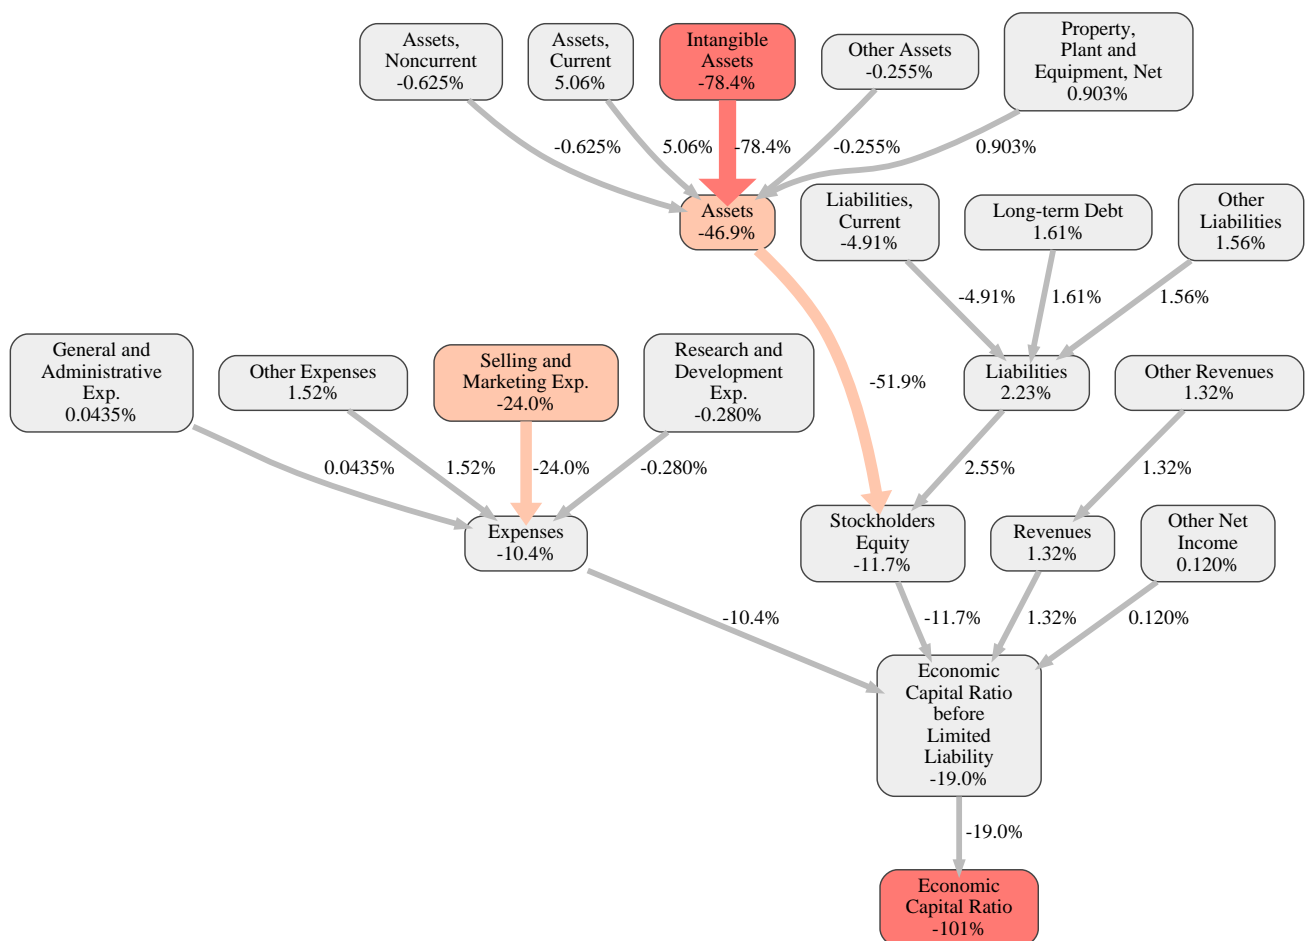 Assets,
Noncurrent
-0.625%
Assets,
Current
5.06%
Intangible
Assets
-78.4%
Other Assets
-0.255%
Property,
Plant and
Equipment, Net
0.903%
-0.625%
5.06%
-78.4%
-0.255%
0.903%
Assets
-46.9%
Liabilities,
Current
-4.91%
Long-term Debt
1.61%
Other
Liabilities
1.56%
-4.91%
1.61%
1.56%
General and
Administrative
Exp.
0.0435%
Other Expenses
1.52%
Selling and
Marketing Exp.
-24.0%
Research and
Development
Exp.
-0.280%
-51.9%
Liabilities
2.23%
Other Revenues
1.32%
0.0435%
1.52%
-24.0%
-0.280%
2.55%
1.32%
Expenses
-10.4%
Stockholders
Equity
-11.7%
Revenues
1.32%
Other Net
Income
0.120%
-10.4%
-11.7%
1.32%
0.120%
Economic
Capital Ratio
before
Limited
Liability
-19.0%
-19.0%
Economic
Capital Ratio
-101%